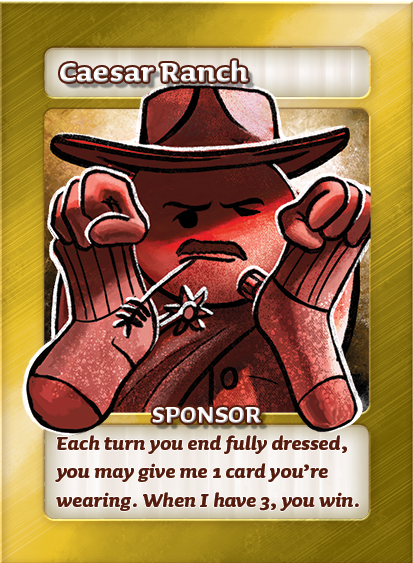 Caesar Ranch
SPONSOR
Each turn you end fully dressed,
you may give me 1 card you're
wearing. When I have 3, you win.